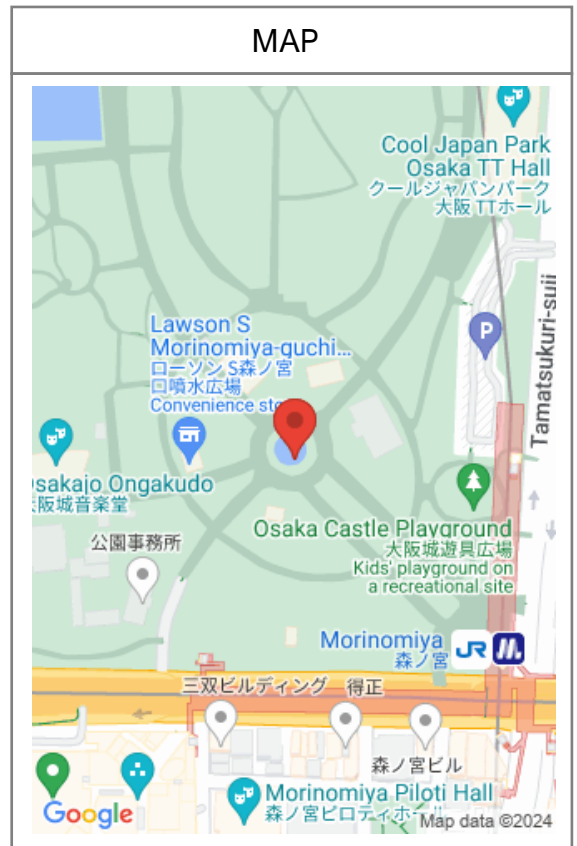 MAP
Cool Japan Park
Osaka TT Hall
クールジャパンパーク
大阪 TTホール
Tamatsukuri-suji
Lawson S
Morinomiya-guchi...
ローソン S森ノ宮
口噴水広場
Convenience sto
P
sakajo Ongakudo
大阪城音楽堂
公園事務所
Osaka Castle Playground
大阪城遊具広場
Kids' playground on
a recreational site
Morinomiya
森ノ宮
JR
三双ビルディング
得正
森ノ宮ビル
Morinomiya Piloti Hall
森ノ宮ピロティホール
Google
Map data ©2024